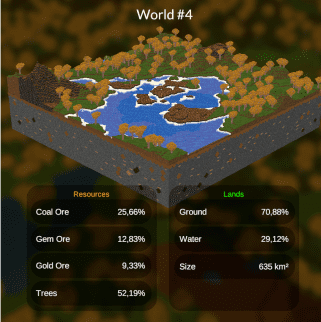 World #4
Resources
Coal Ore 25,66%
Gem Ore 12,83%
Gold Ore 9,33%
Trees 52,19%
Lands
Ground 70,88%
Water 29,12%
Size 635 km²